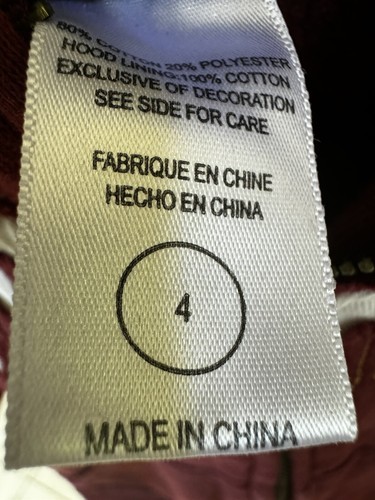 80% COTTON 20% POLYESTER
HOOD LINING:100% COTTON
EXCLUSIVE OF DECORATION
SEE SIDE FOR CARE
FABRIQUE EN CHINE
HECHO EN CHINA
4
MADE IN CHINA